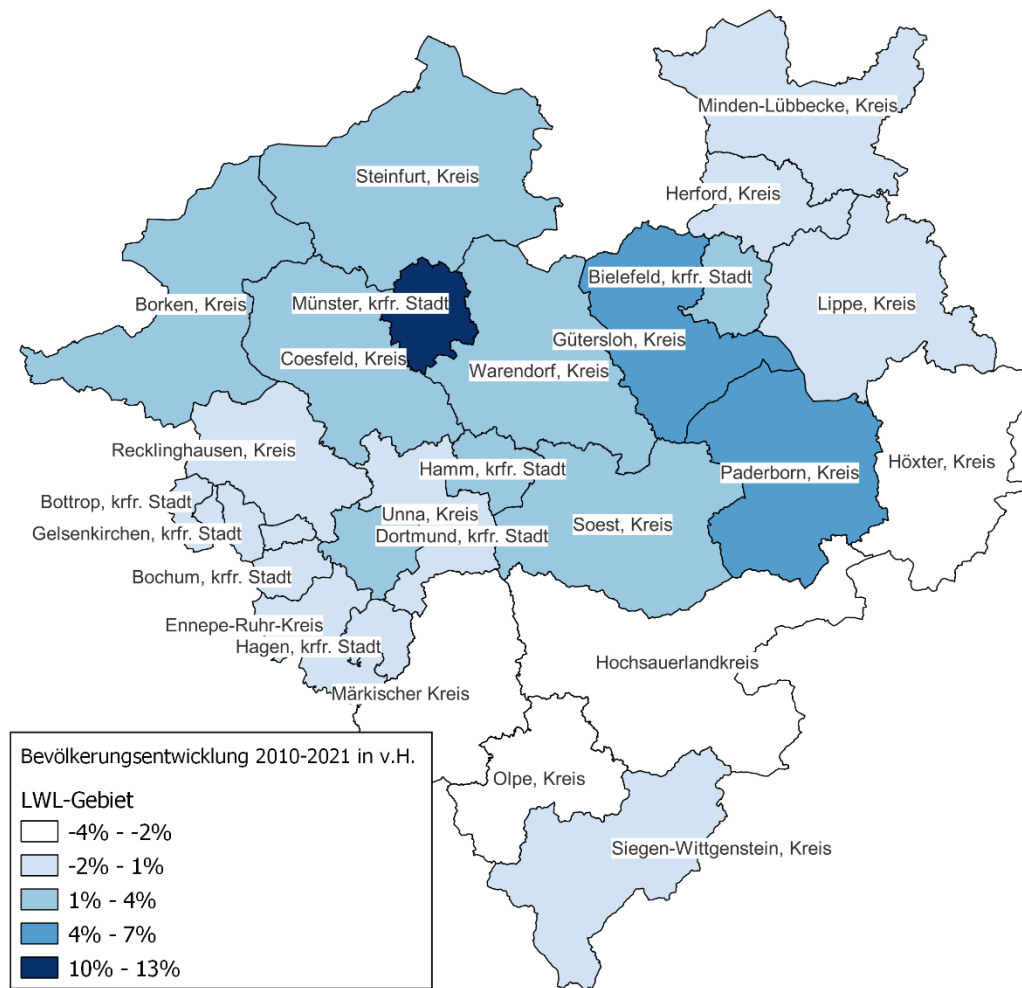 Minden-Lübbecke, Kreis
Steinfurt, Kreis
Herford, Kreis
Bielefeld, krfr. Stadt
Borken, Kreis
Münster, krfr. Stadt
Lippe, Kreis
Gütersloh, Kreis
Coesfeld, Kreis
Warendorf, Kreis
Recklinghausen, Kreis
Hamm, krfr. Stadt
Paderborn, Kreis
Höxter, Kreis
Bottrop, krfr. Stadt
Unna, Kreis
Soest, Kreis
Gelsenkirchen, krfr. Stadt
Dortmund, krfr. Stadt
Bochum, krfr. Stadt
Ennepe-Ruhr-Kreis
Hagen, krfr. Stadt
Hochsauerlandkreis
Märkischer Kreis
Olpe, Kreis
Siegen-Wittgenstein, Kreis
Bevölkerungsentwicklung 2010-2021 in v.H.
LWL-Gebiet
-4% - -2%
-2% - 1%
1% - 4%
4% - 7%
10% - 13%